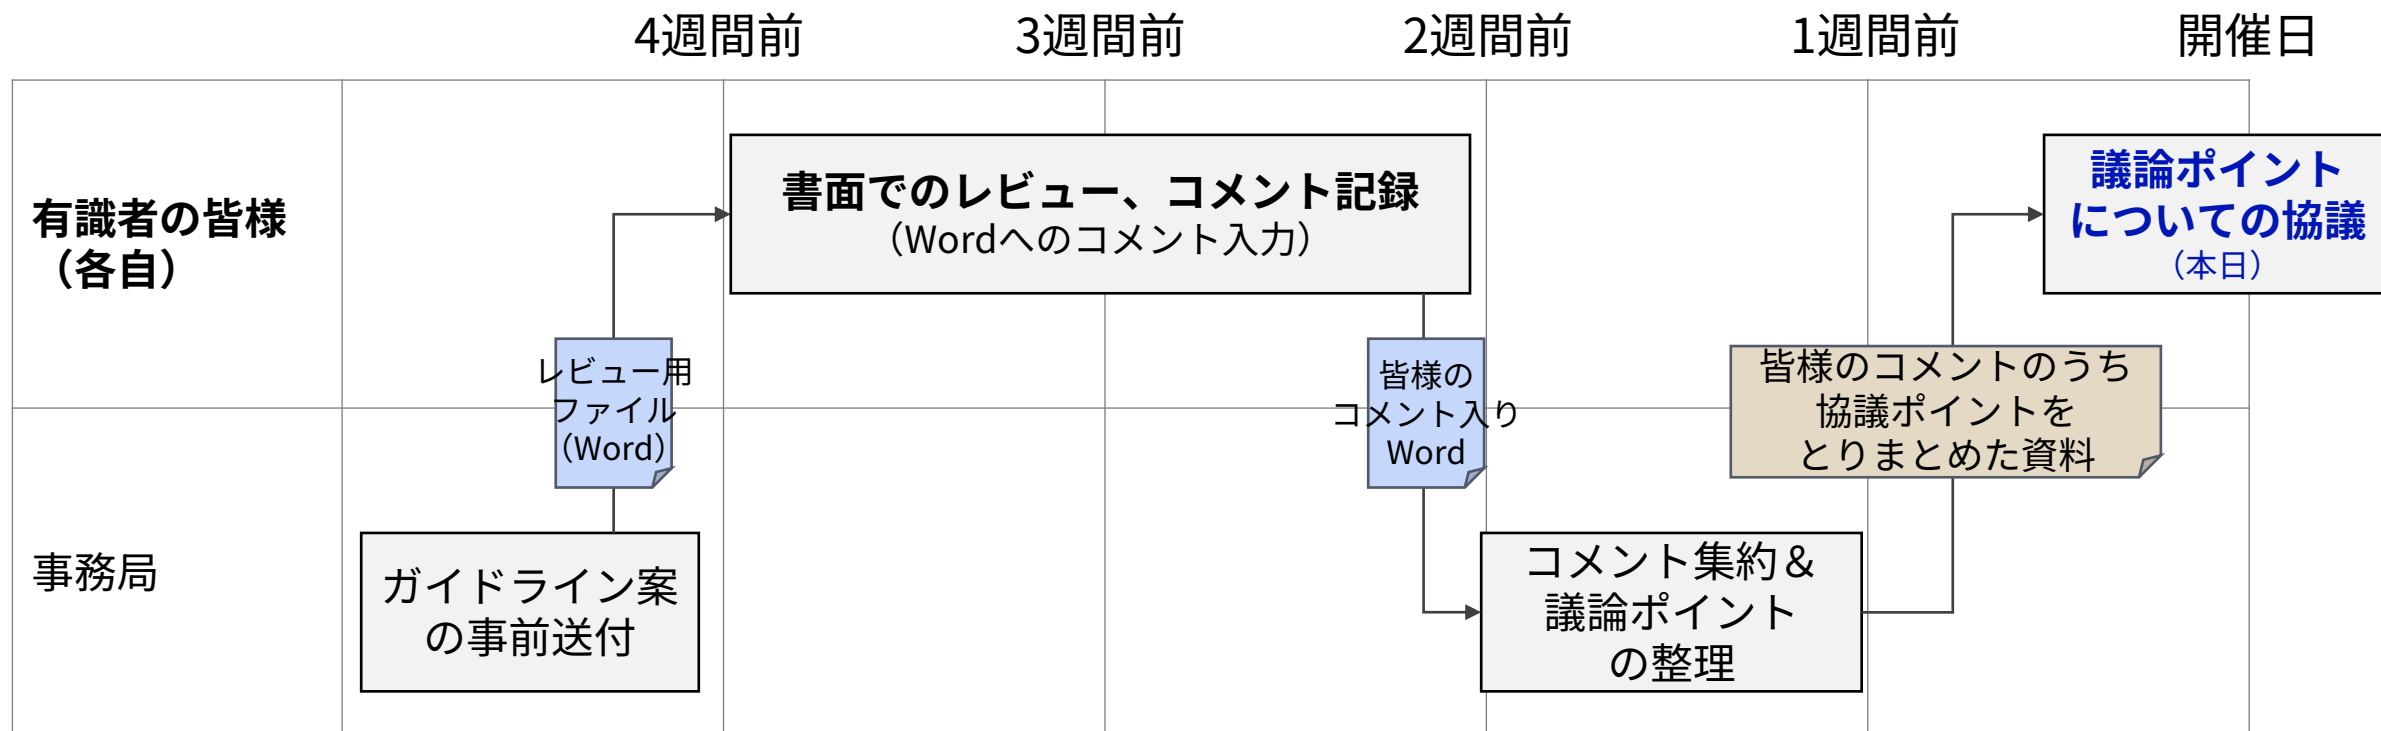 4週間前
3週間前
2週間前
1週間前
開催日
有識者の皆様
（各自）
書面でのレビュー、コメント記録
（Wordへのコメント入力）
議論ポイント
についての協議
（本日）
レビュー用
ファイル
（Word）
皆様の
コメント入り
Word
皆様のコメントのうち
協議ポイントを
とりまとめた資料
事務局
ガイドライン案
の事前送付
コメント集約＆
議論ポイント
の整理